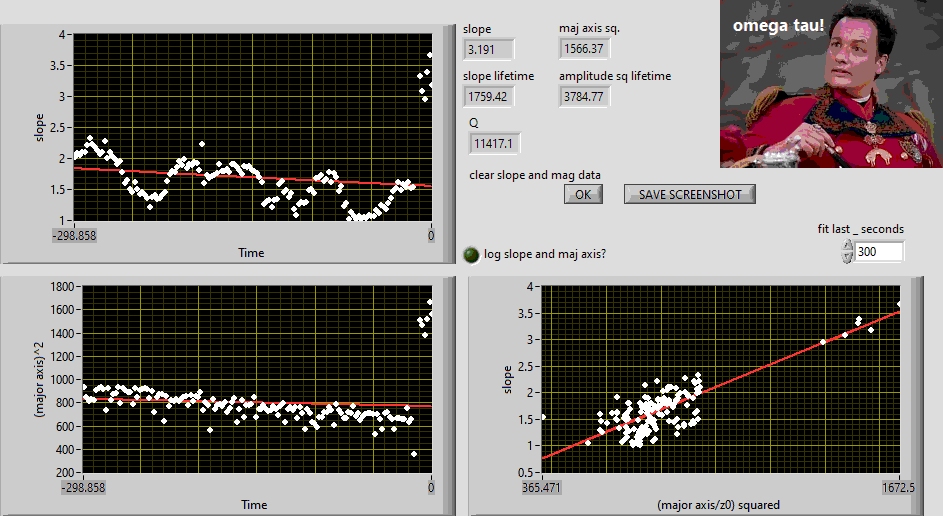 slope
maj axis sq.
3.191
1566.37
slope lifetime
amplitude sq lifetime
1759.42
3784.77
Q
11417.1
clear slope and mag data
OK
SAVE SCREENSHOT
omega tau!
log slope and maj axis?
fit last _ seconds
300
4
3.5
3
2.5
2
1.5
1
slope
-298.858
0
Time
1800
1600
1400
1200
1000
800
600
400
200
(major axis)^2
-298.858
0
Time
4
3.5
3
2.5
2
1.5
1
0.5
slope
365.471
1672.5
(major axis/z0) squared